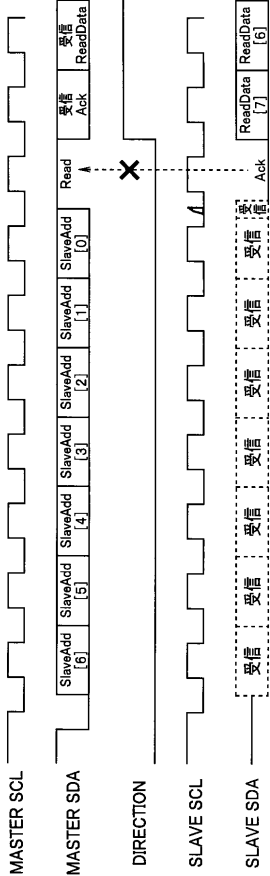 MASTER SCL
MASTER SDA
SlaveAdd
[6]
SlaveAdd
[5]
SlaveAdd
[4]
SlaveAdd
[3]
SlaveAdd
[2]
SlaveAdd
[1]
SlaveAdd
[0]
Read
受信
Ack
受信
ReadData
DIRECTION
SLAVE SCL
SLAVE SDA
受信
受信
受信
受信
受信
受信
受信
受信
Ack
ReadData
[7]
ReadData
[6]